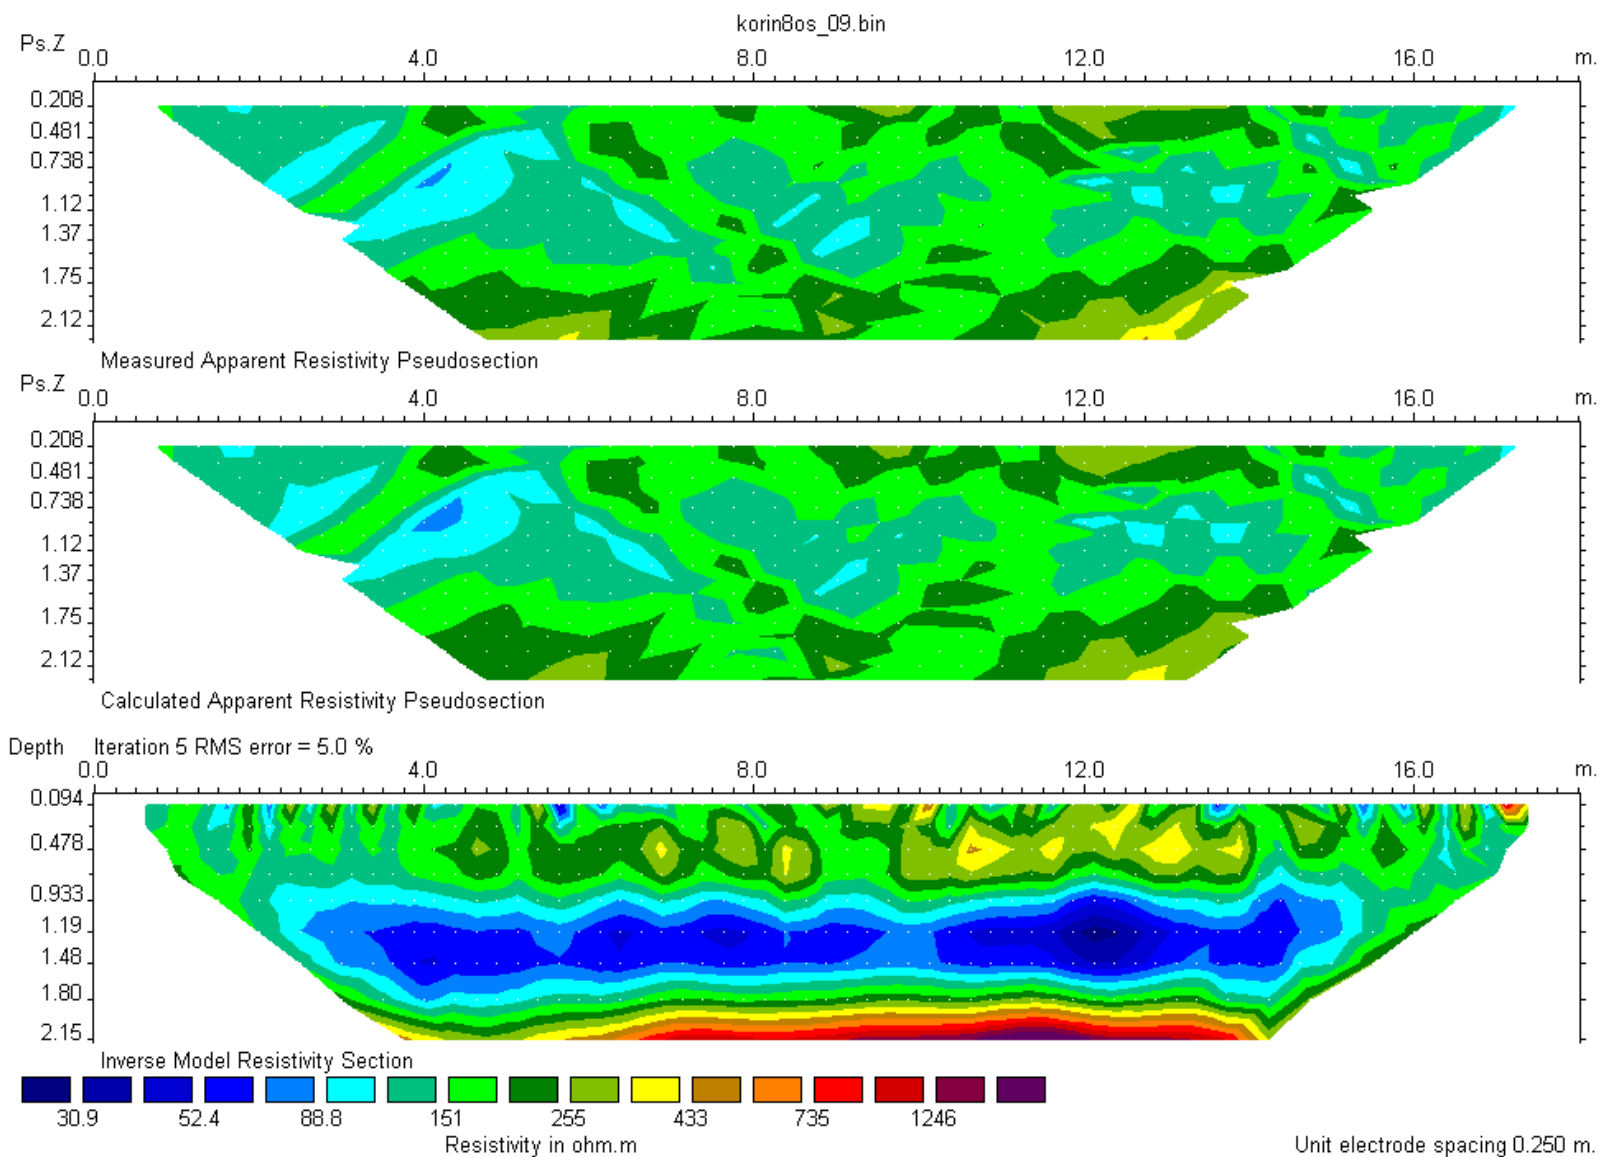 korin8os_09.bin
Ps.Z 0.0 4.0 8.0 12.0 16.0 m.
0.208
0.481
0.738
1.12
1.37
1.75
2.12
Measured Apparent Resistivity Pseudosection
Ps.Z 0.0 4.0 8.0 12.0 16.0 m.
0.208
0.481
0.738
1.12
1.37
1.75
2.12
Calculated Apparent Resistivity Pseudosection
Depth Iteration 5 RMS error = 5.0 %
0.0 4.0 8.0 12.0 16.0 m.
0.094
0.478
0.933
1.19
1.48
1.80
2.15
Inverse Model Resistivity Section
30.9 52.4 88.8 151 255 433 735 1246
Resistivity in ohm.m Unit electrode spacing 0.250 m.